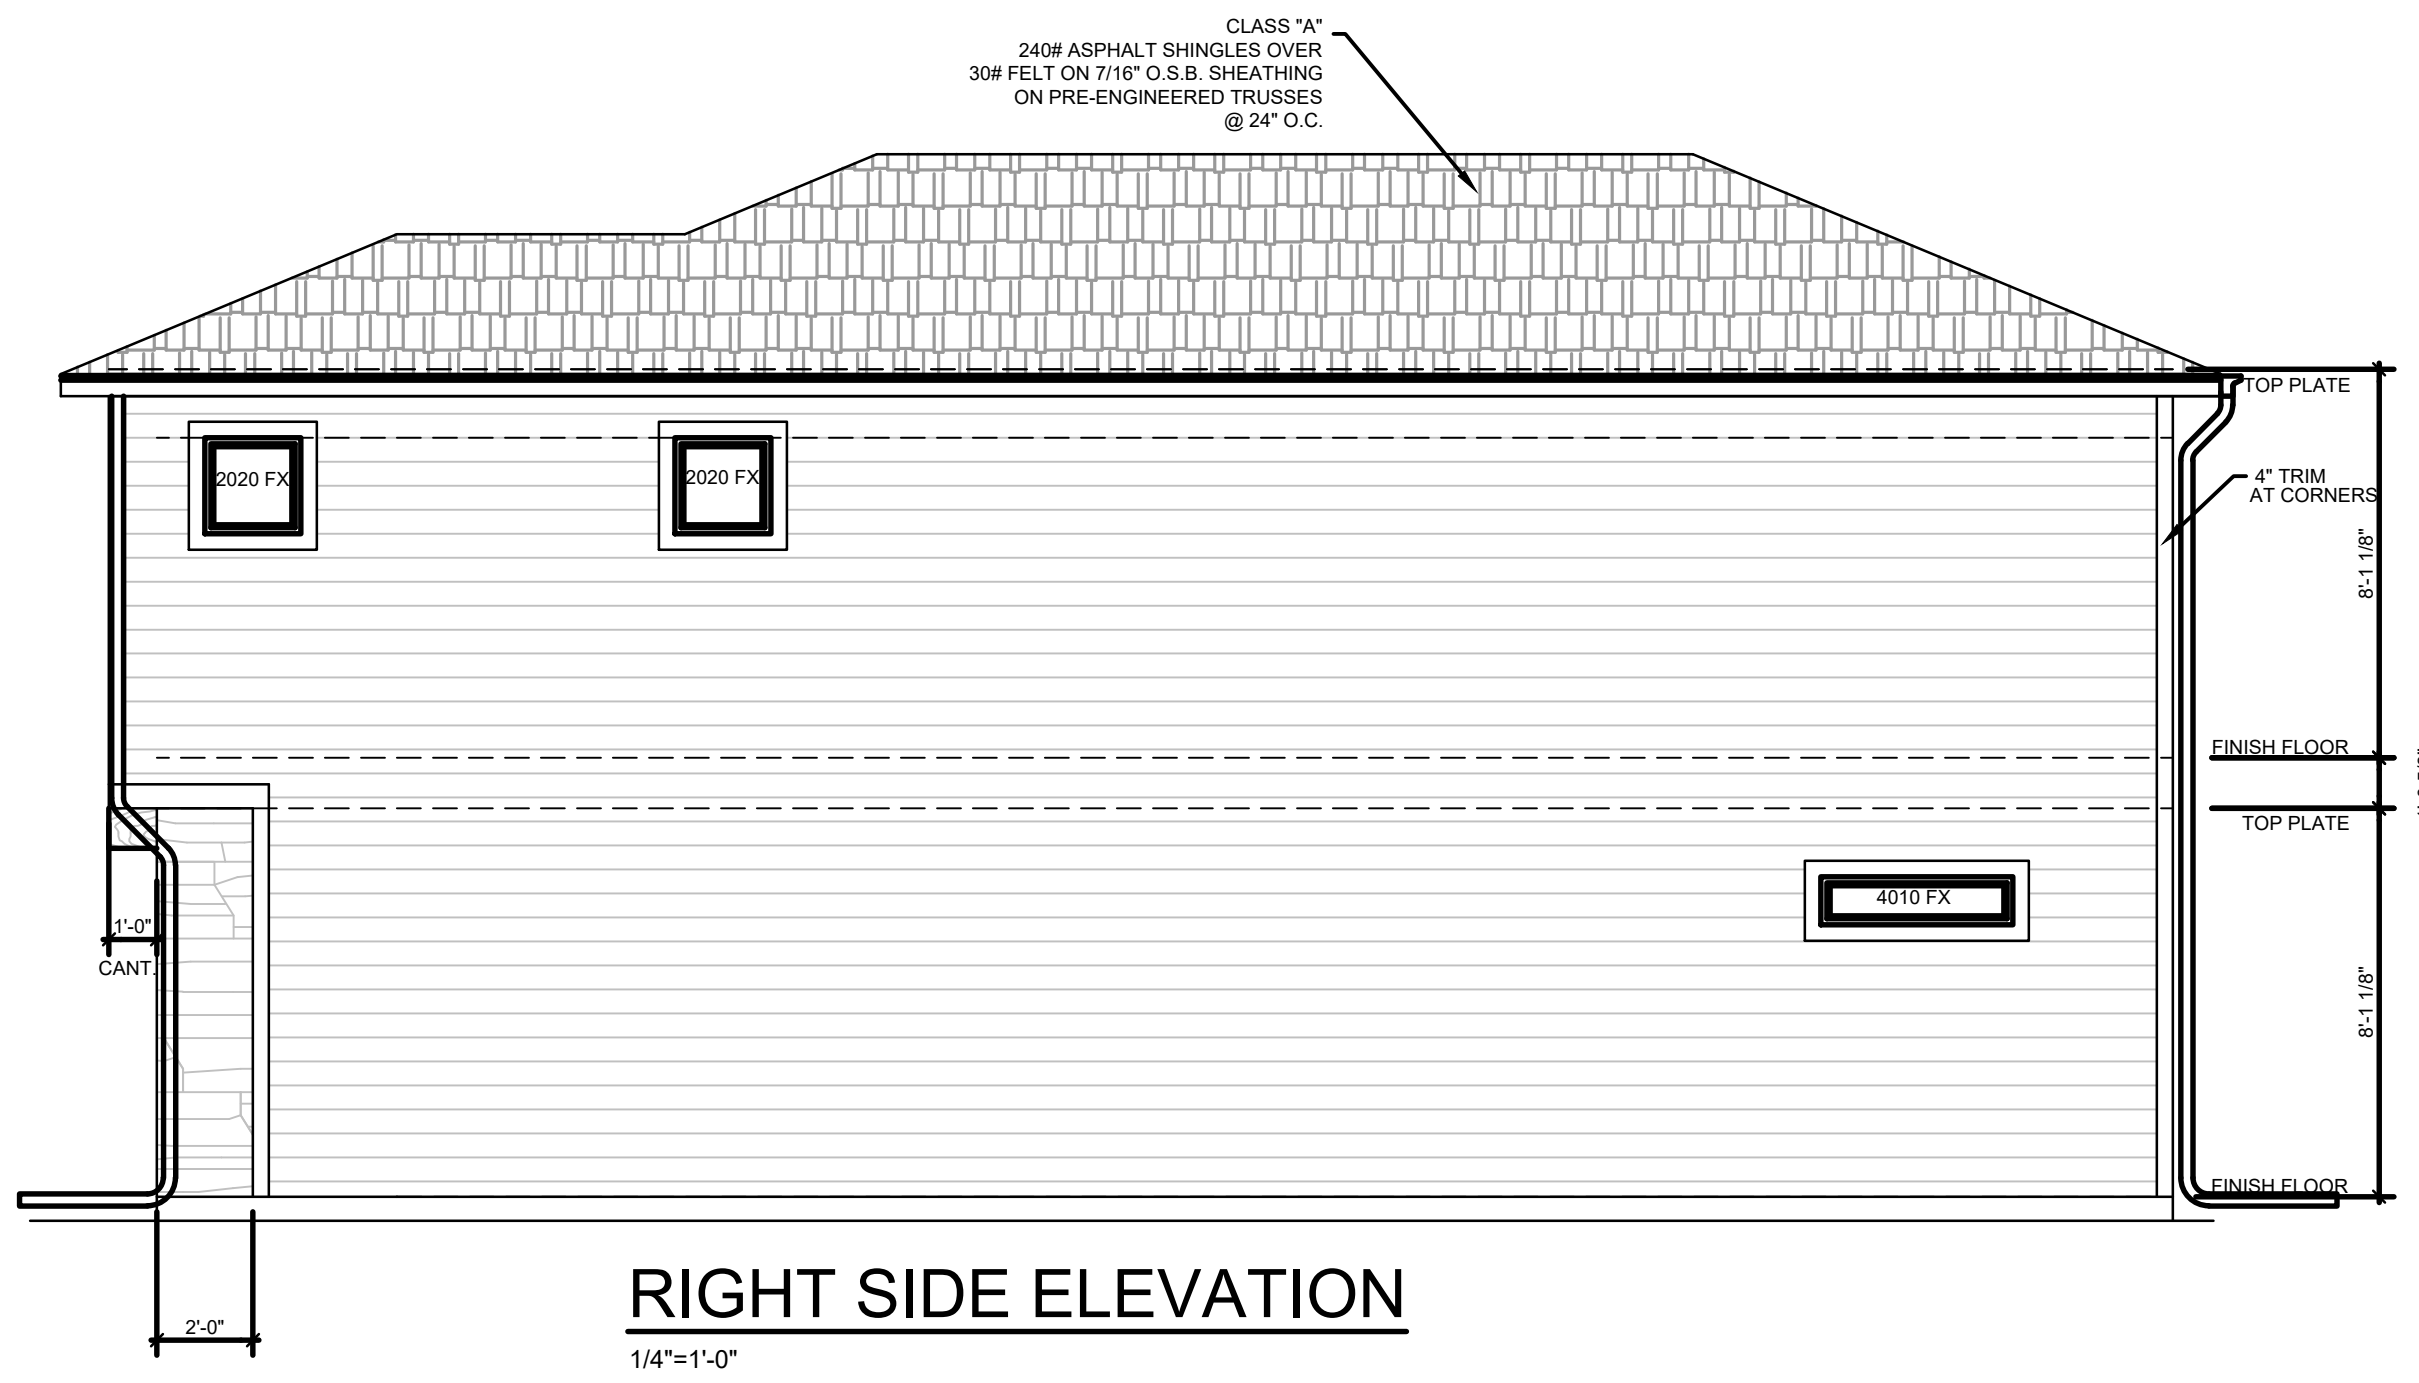 CLASS "A"
240# ASPHALT SHINGLES OVER
30# FELT ON 7/16" O.S.B. SHEATHING
ON PRE-ENGINEERED TRUSSES
@ 24" O.C.
TOP PLATE
2020 FX
2020 FX
4" TRIM
AT CORNERS
8'-1 1/8"
FINISH FLOOR
TOP PLATE
4010 FX
1'-0"
CANT.
8'-1 1/8"
FINISH FLOOR
2'-0"
RIGHT SIDE ELEVATION
1/4"=1'-0"